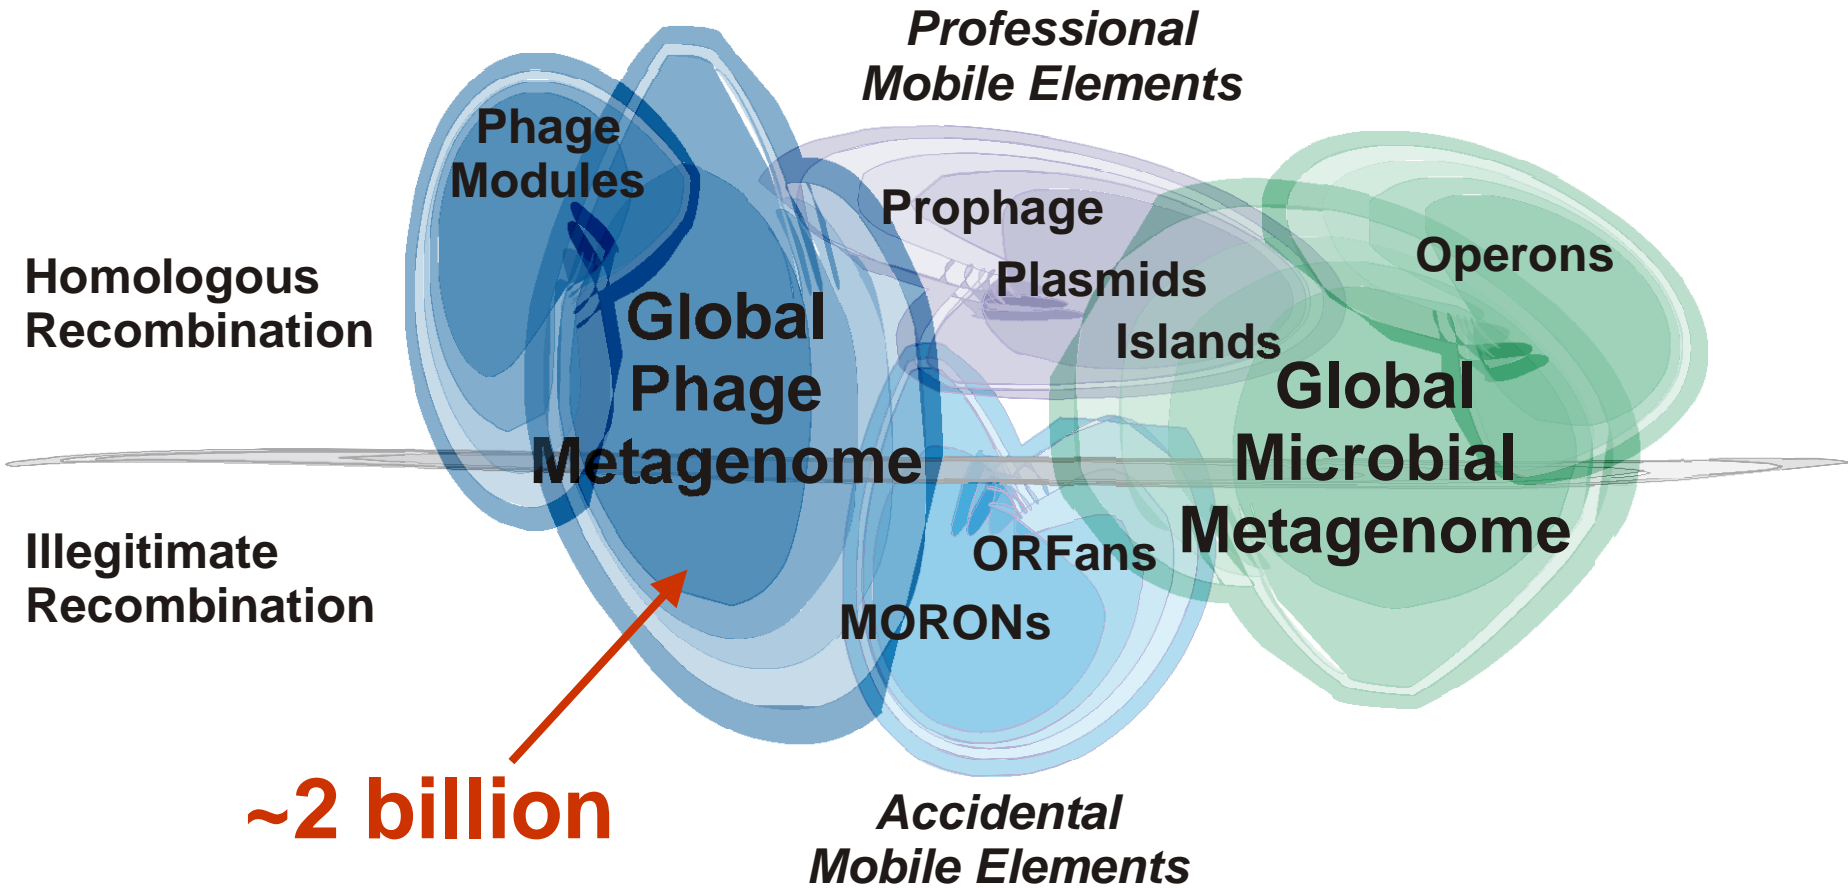 Professional
Mobile Elements
Phage
Modules
Prophage
Plasmids
Islands
Operons
Homologous
Recombination
Global
Phage
Metagenome
Global
Microbial
Metagenome
Illegitimate
Recombination
ORFans
MORONs
~2 billion
Accidental
Mobile Elements